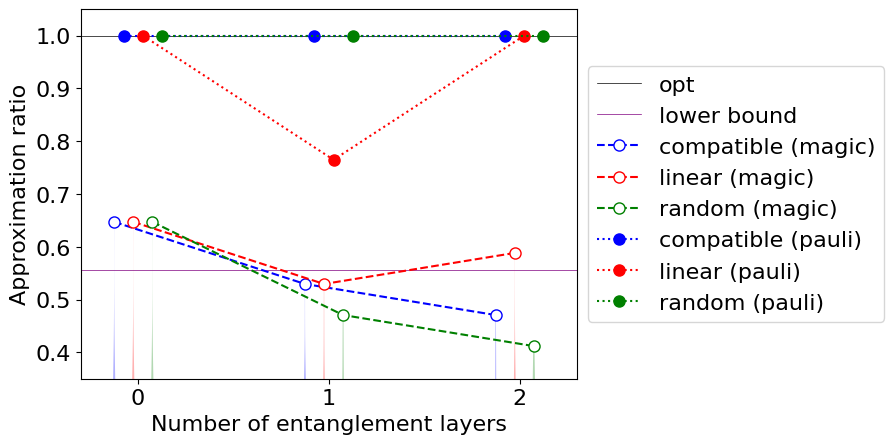 1.0
0.9
0.8
0.7
0.6
0.5
0.4
Approximation ratio
0 1 2
Number of entanglement layers
opt
lower bound
compatible (magic)
linear (magic)
random (magic)
compatible (pauli)
linear (pauli)
random (pauli)